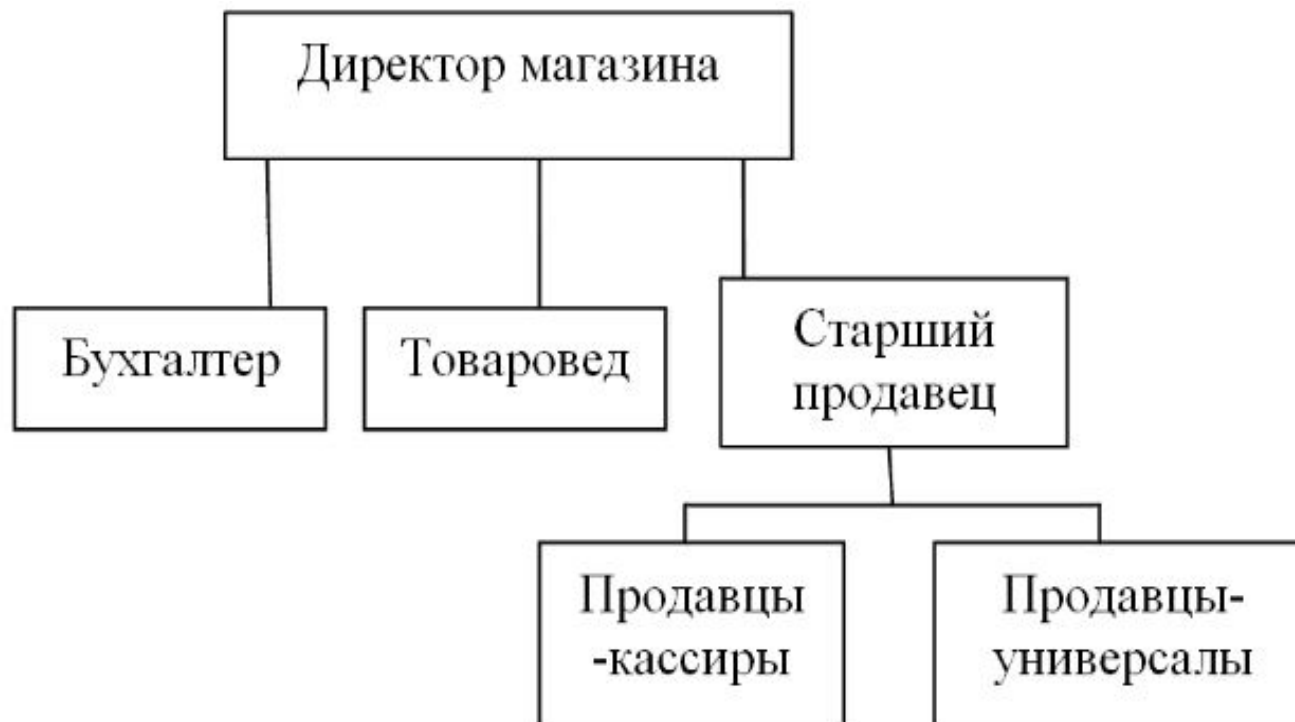 Директор магазина
Бухгалтер
Товаровед
Старший
продавец
Продавцы
-кассиры
Продавцы-
универсалы